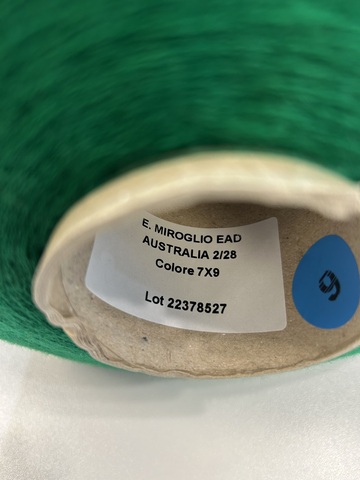 E. MIROGLIO EAD
AUSTRALIA 2/28
Colore 7X9
Lot 22378527
9